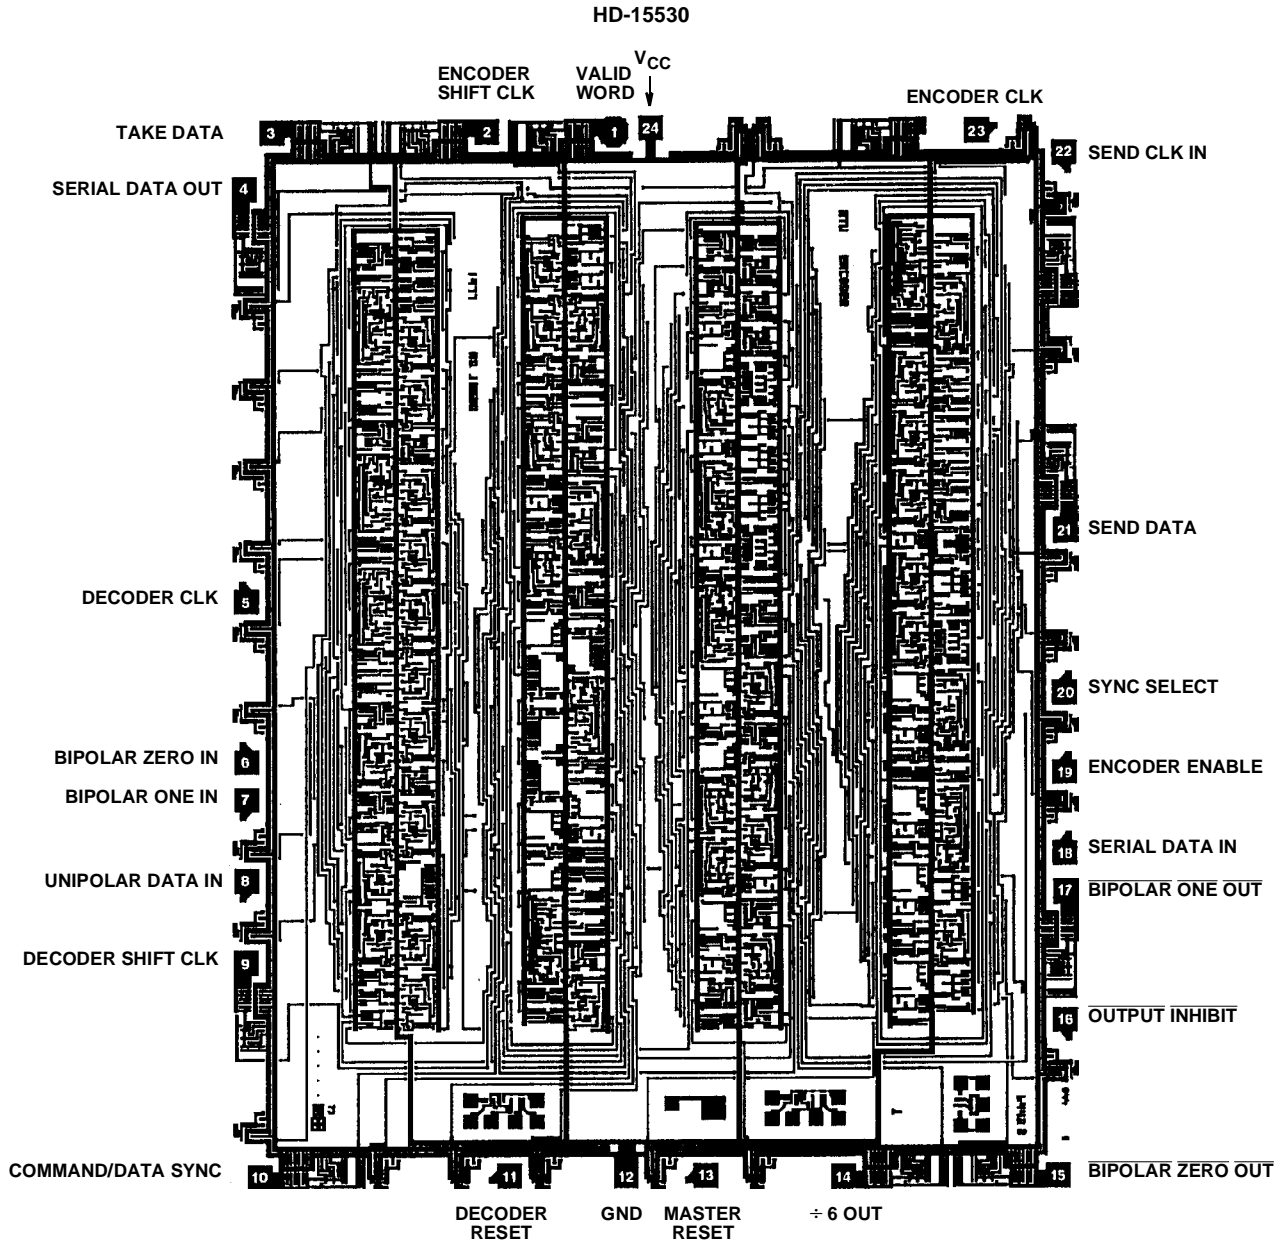 HD-15530
VCC
ENCODER
SHIFT CLK
VALID
WORD
ENCODER CLK
TAKE DATA
3
2
1
24
23
22
SEND CLK IN
SERIAL DATA OUT
4
21
SEND DATA
DECODER CLK
5
20
SYNC SELECT
BIPOLAR ZERO IN
6
19
ENCODER ENABLE
BIPOLAR ONE IN
7
18
SERIAL DATA IN
UNIPOLAR DATA IN
8
17
BIPOLAR ONE OUT
DECODER SHIFT CLK
9
16
OUTPUT INHIBIT
COMMAND/DATA SYNC
10
11
12
13
14
15
BIPOLAR ZERO OUT
DECODER
RESET
GND
MASTER
RESET
÷ 6 OUT